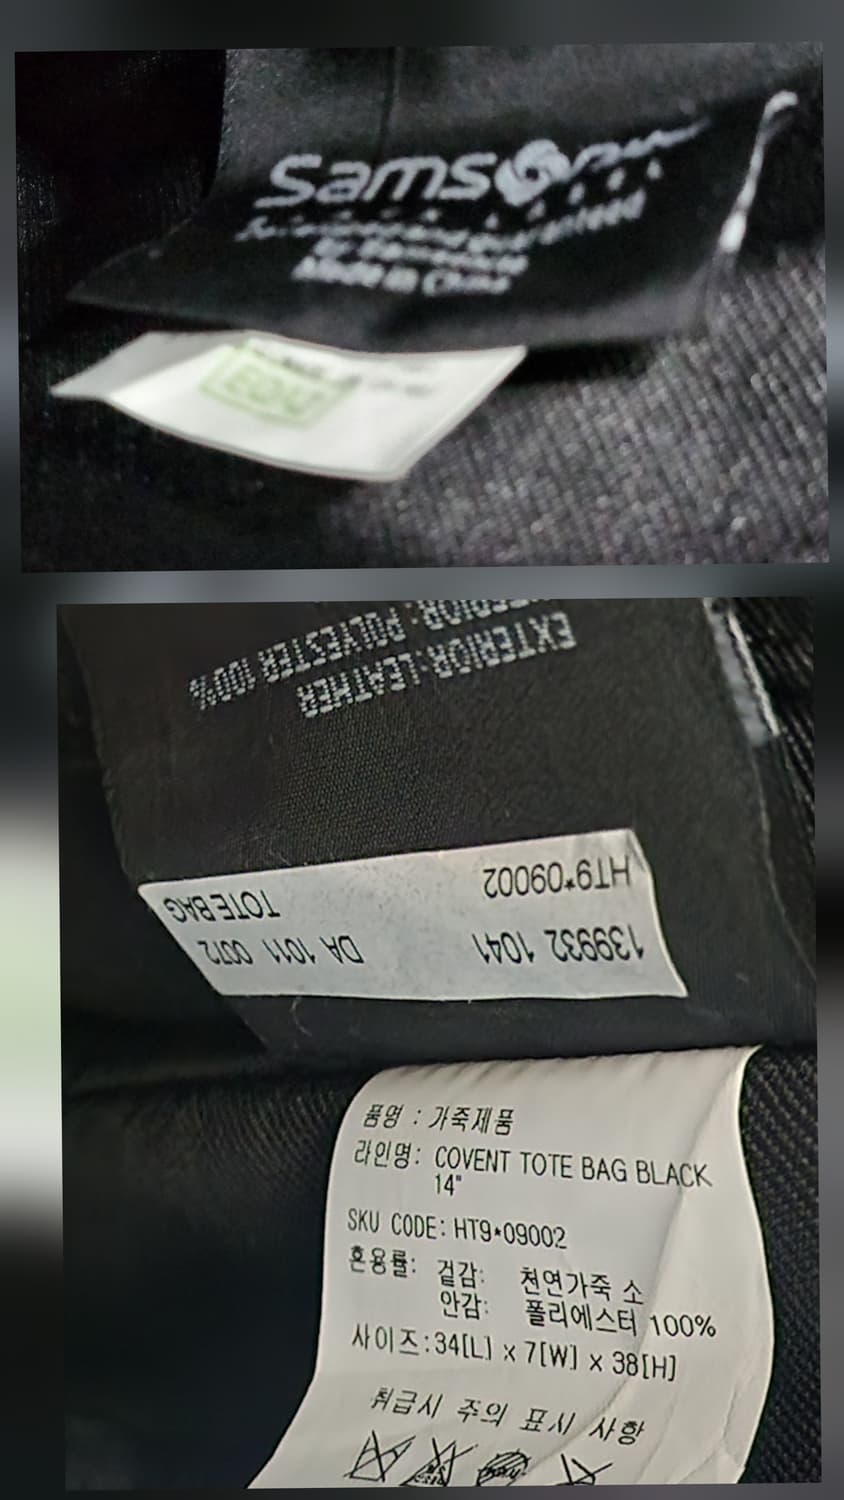 Samsonite
Made in China
EXTERIOR: LEATHER
POLYESTER 100%
139932 1041 DA 1011 0072
HT9*09002 TOTE BAG
품명 : 가죽제품
라인명: COVENT TOTE BAG BLACK
14"
SKU CODE: HT9*09002
혼용률: 겉감: 천연가죽 소
안감: 폴리에스터 100%
사이즈:34[L] x 7[W] x 38[H]
취급시 주의 표시 사항